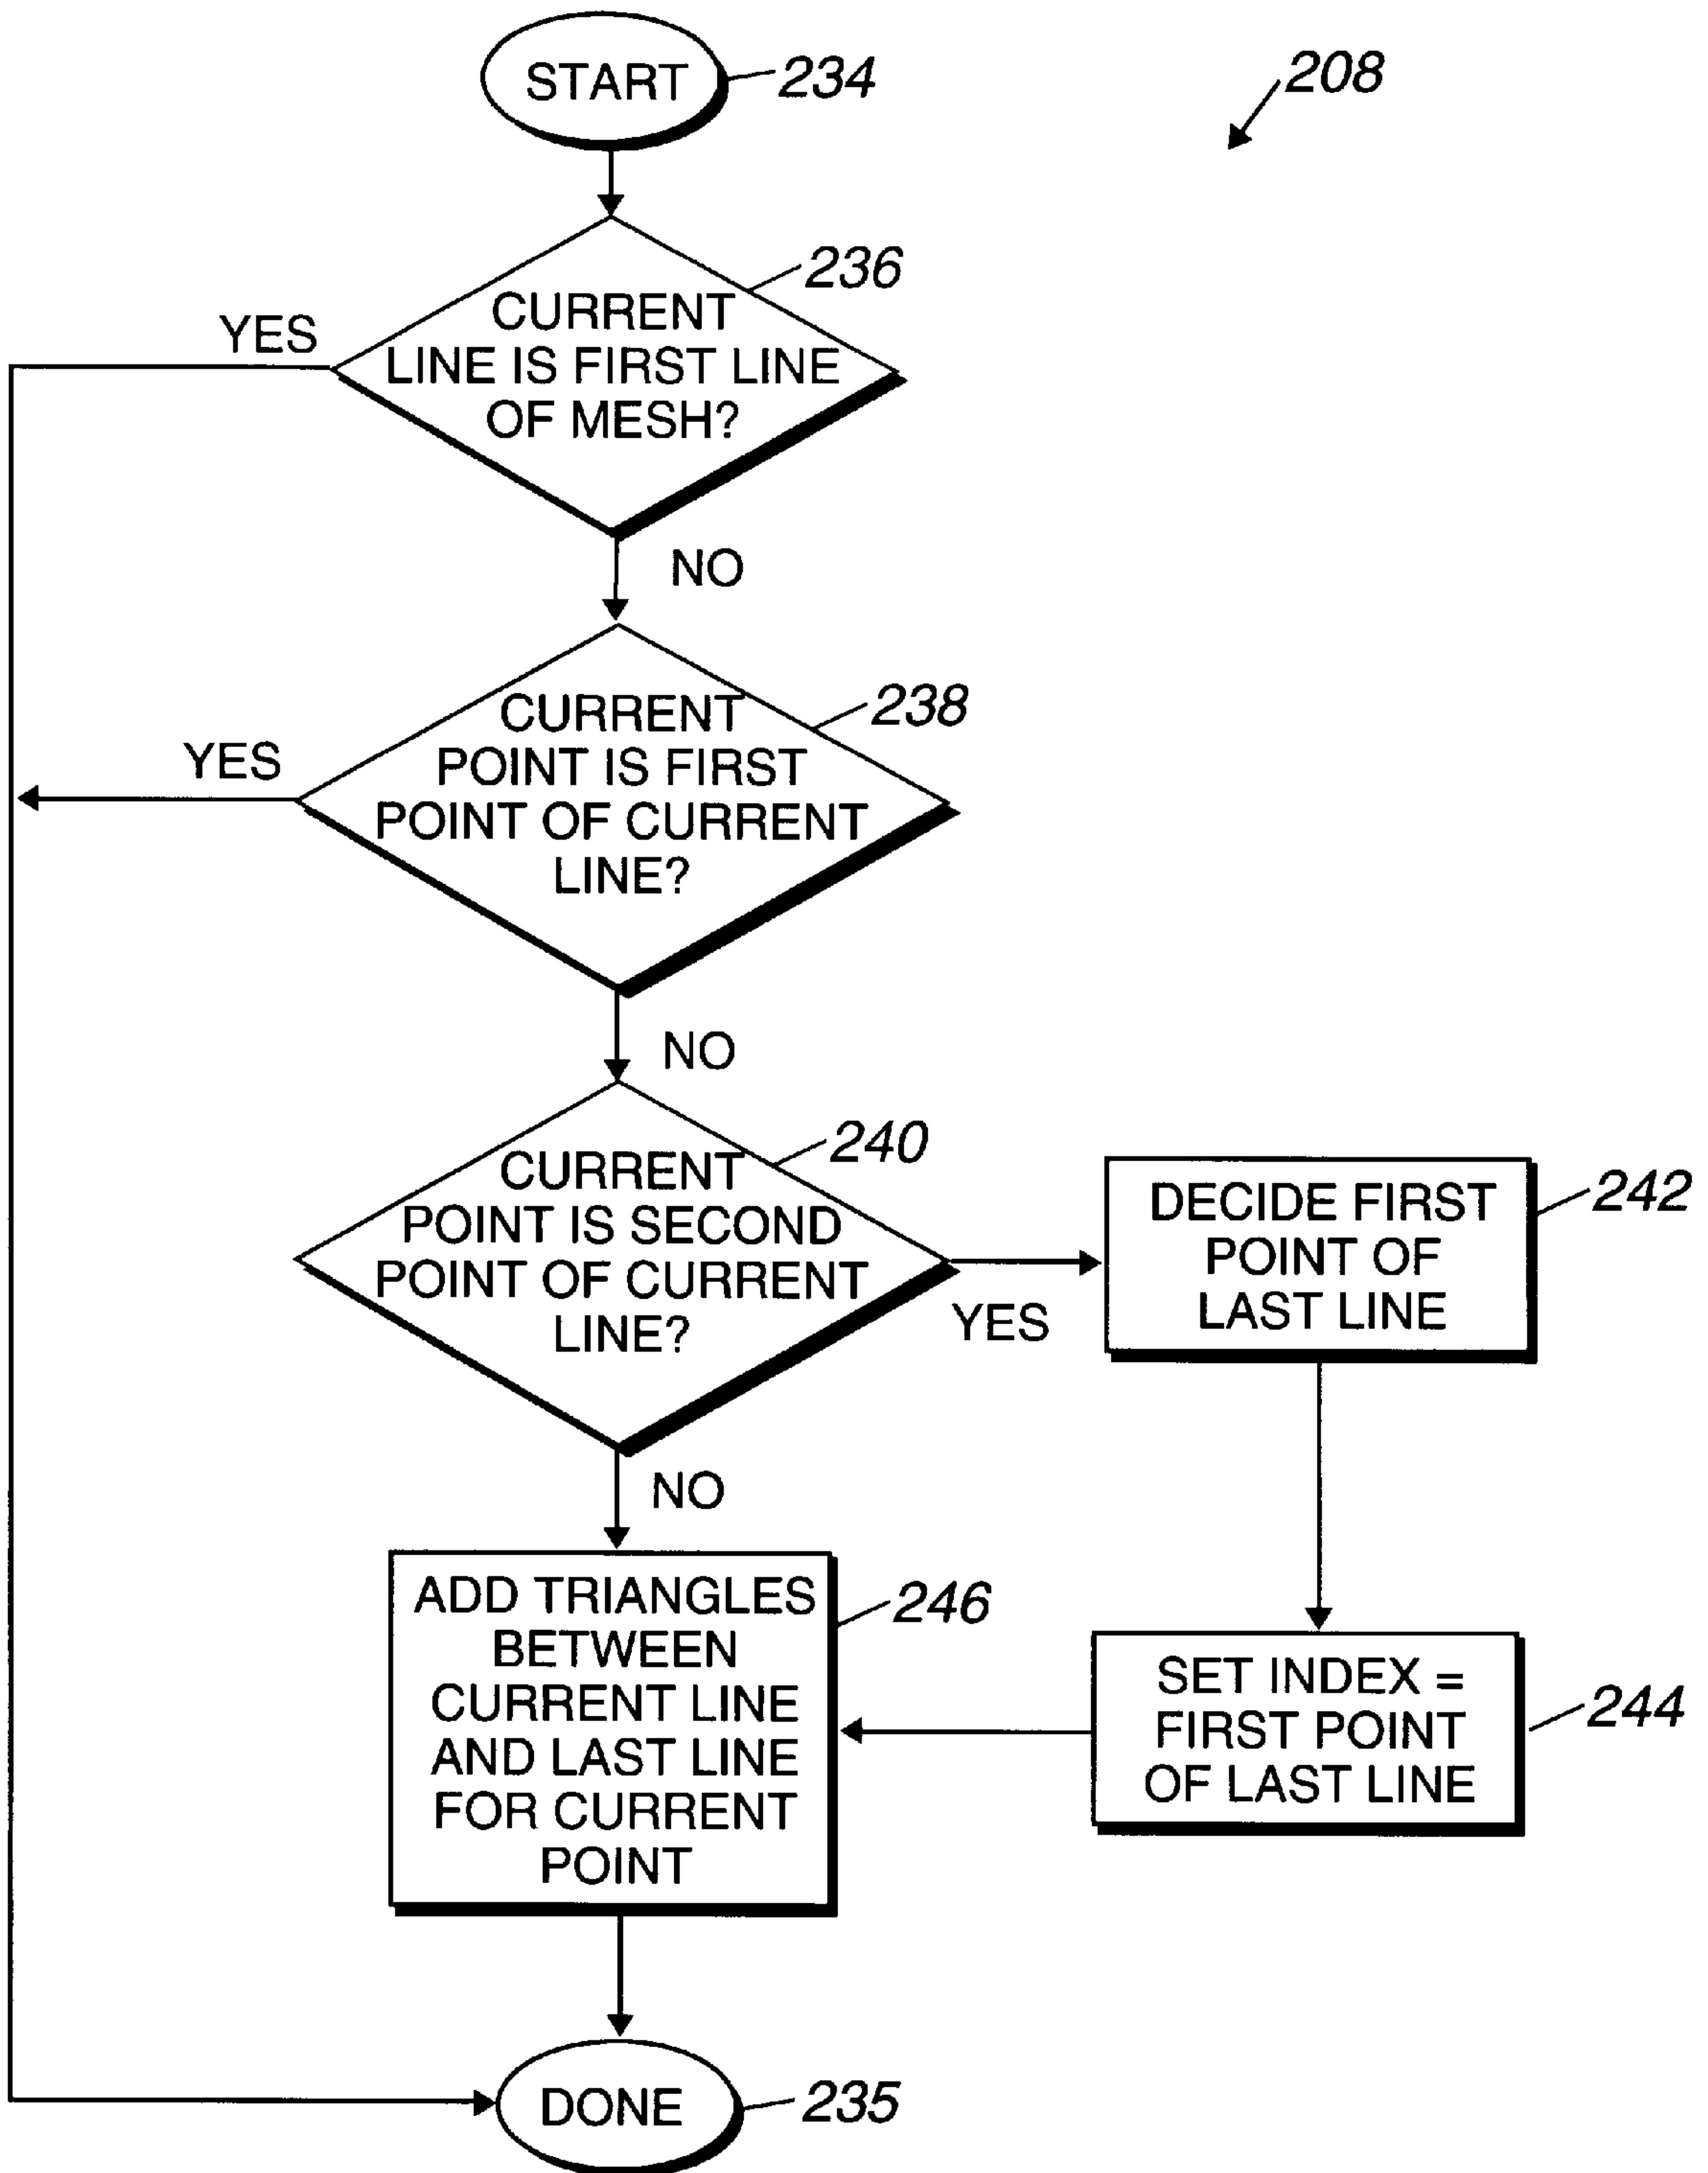 START
234
208
236
CURRENT
LINE IS FIRST LINE
OF MESH?
YES
NO
238
CURRENT
POINT IS FIRST
POINT OF CURRENT
LINE?
YES
NO
240
CURRENT
POINT IS SECOND
POINT OF CURRENT
LINE?
YES
NO
242
DECIDE FIRST
POINT OF
LAST LINE
246
ADD TRIANGLES
BETWEEN
CURRENT LINE
AND LAST LINE
FOR CURRENT
POINT
244
SET INDEX =
FIRST POINT
OF LAST LINE
DONE
235